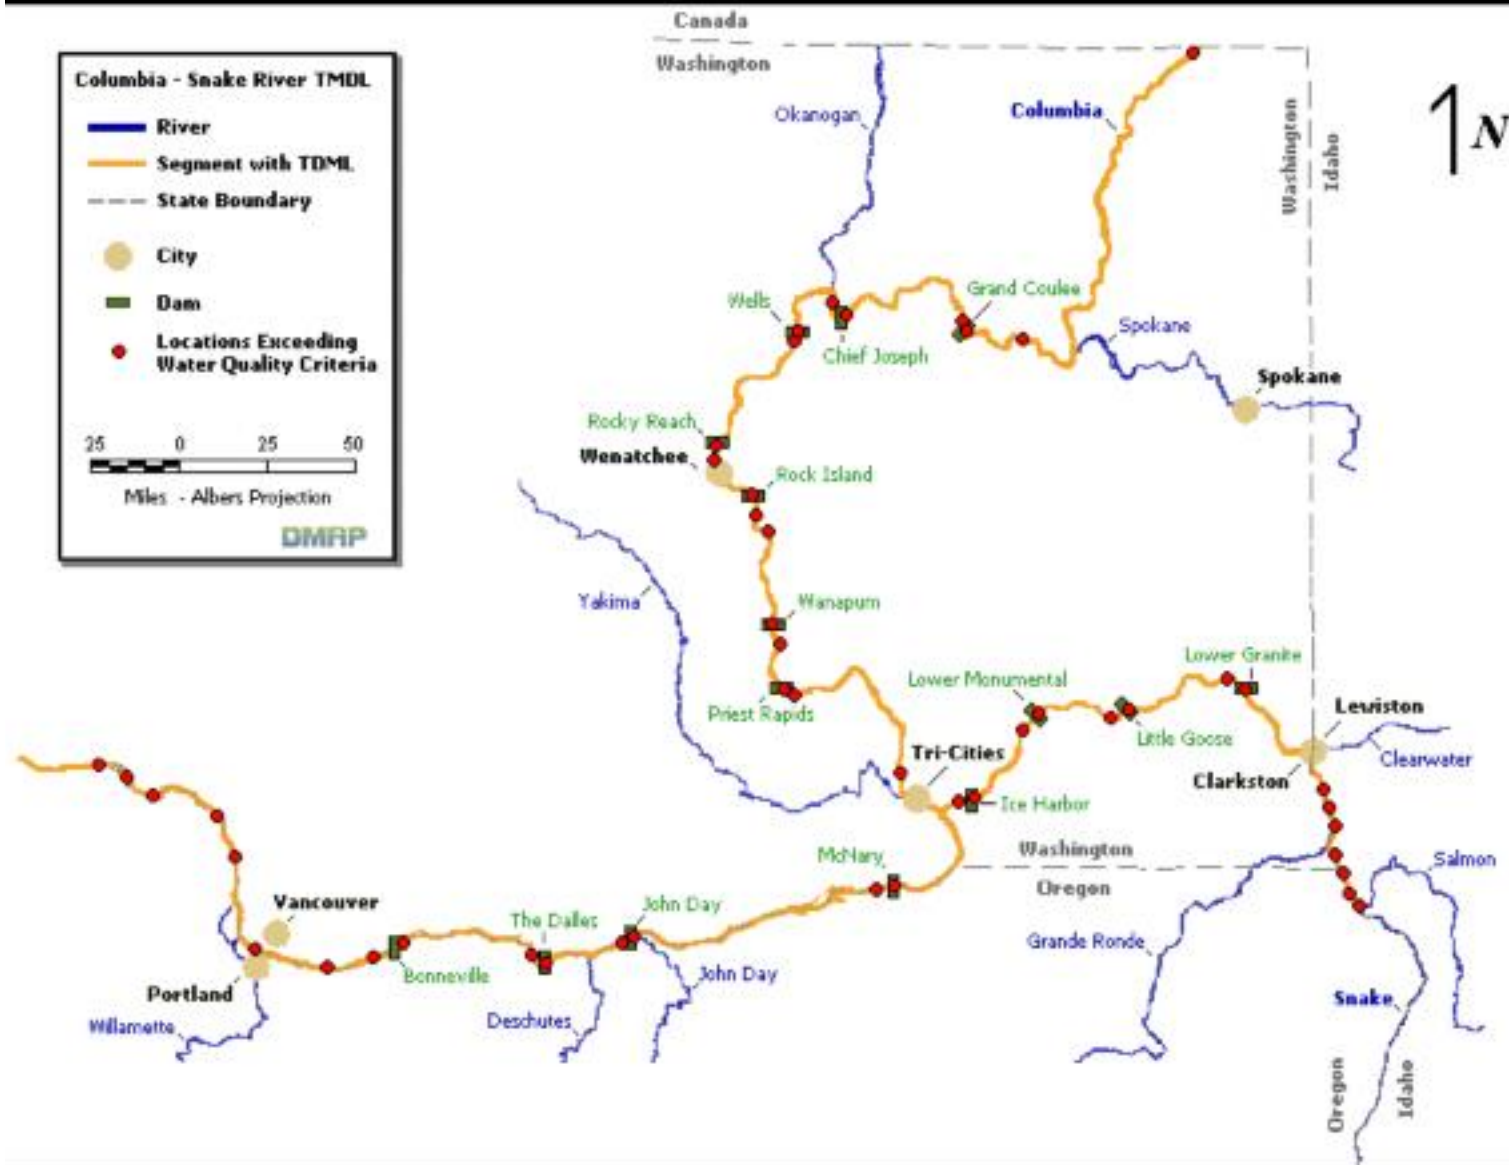 Canada
Washington
Columbia - Snake River TMDL
River
Segment with TDML
State Boundary
City
Dam
Locations Exceeding
Water Quality Criteria
25 0 25 50
Miles - Albers Projection
DMAP
N
Okanogan
Columbia
Washington
Idaho
Wells
Grand Coulee
Chief Joseph
Spokane
Spokane
Rocky Reach
Wenatchee
Rock Island
Yakima
Wanapum
Priest Rapids
Lower Monumental
Lower Granite
Little Goose
Lewiston
Clearwater
Clarkston
Tri-Cities
Ice Harbor
McNary
Washington
Oregon
Salmon
Grande Ronde
Snake
Oregon
Idaho
Vancouver
Portland
Willamette
Bonneville
The Dalles
John Day
Deschutes
John Day